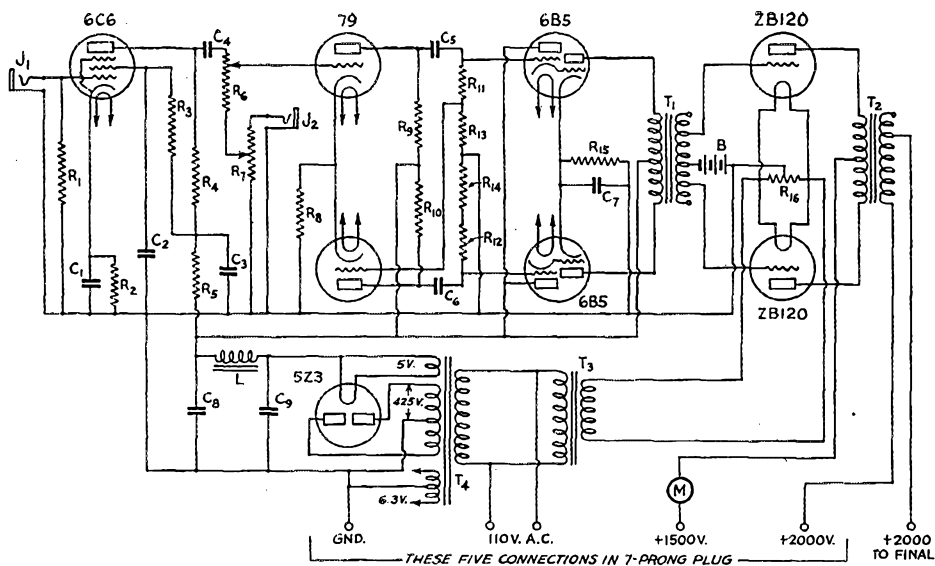 6C6 79 6B5 ZB120
J1 C4 C5
R6 R11 T1 T2
R3 J2 R9 R13 B
R1 R4 R7 R15 R16
R8 R10 R14 C7
C2 R12
C1 R2 R5 C3 C6 6B5 ZB120
L 5Z3 5V. T3
C8 C9 425V.
T4
6.3V. M
GND. 110V. A.C. +1500V. +2000V. +2000
TO FINAL
THESE FIVE CONNECTIONS IN 7-PRONG PLUG